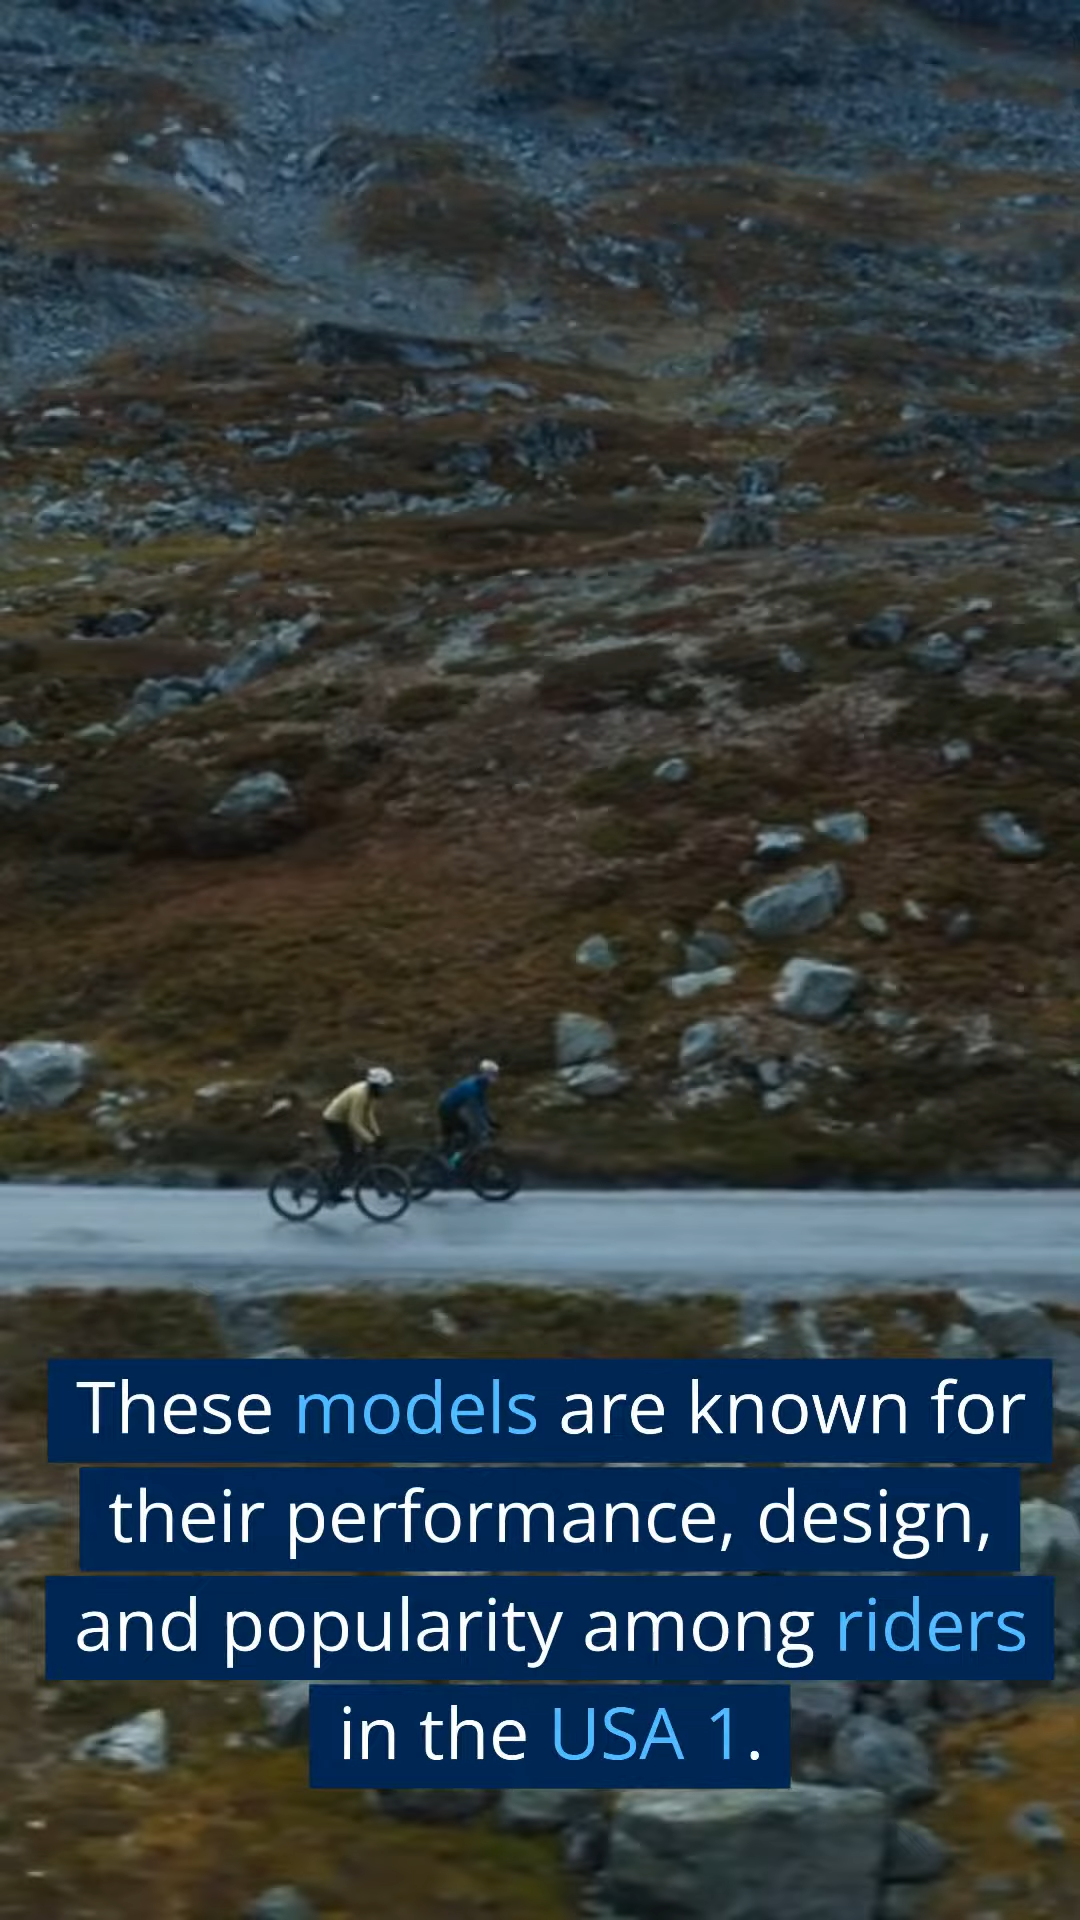 These models are known for
their performance, design,
and popularity among riders
in the USA 1.